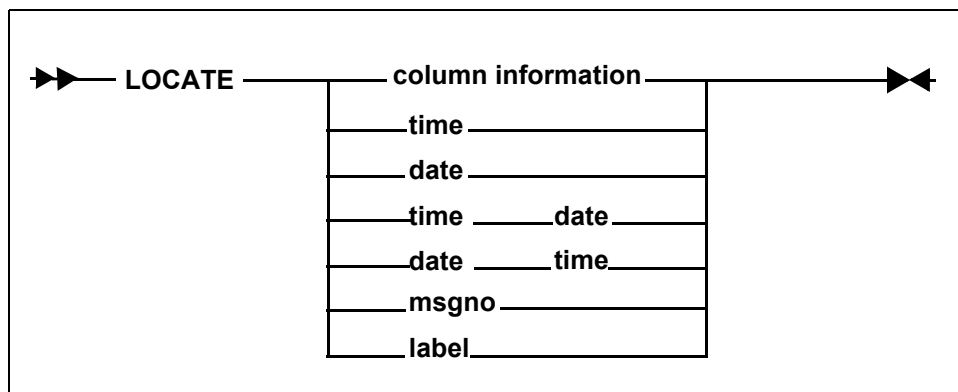 LOCATE column information
time
date
time date
date time
msgno
label